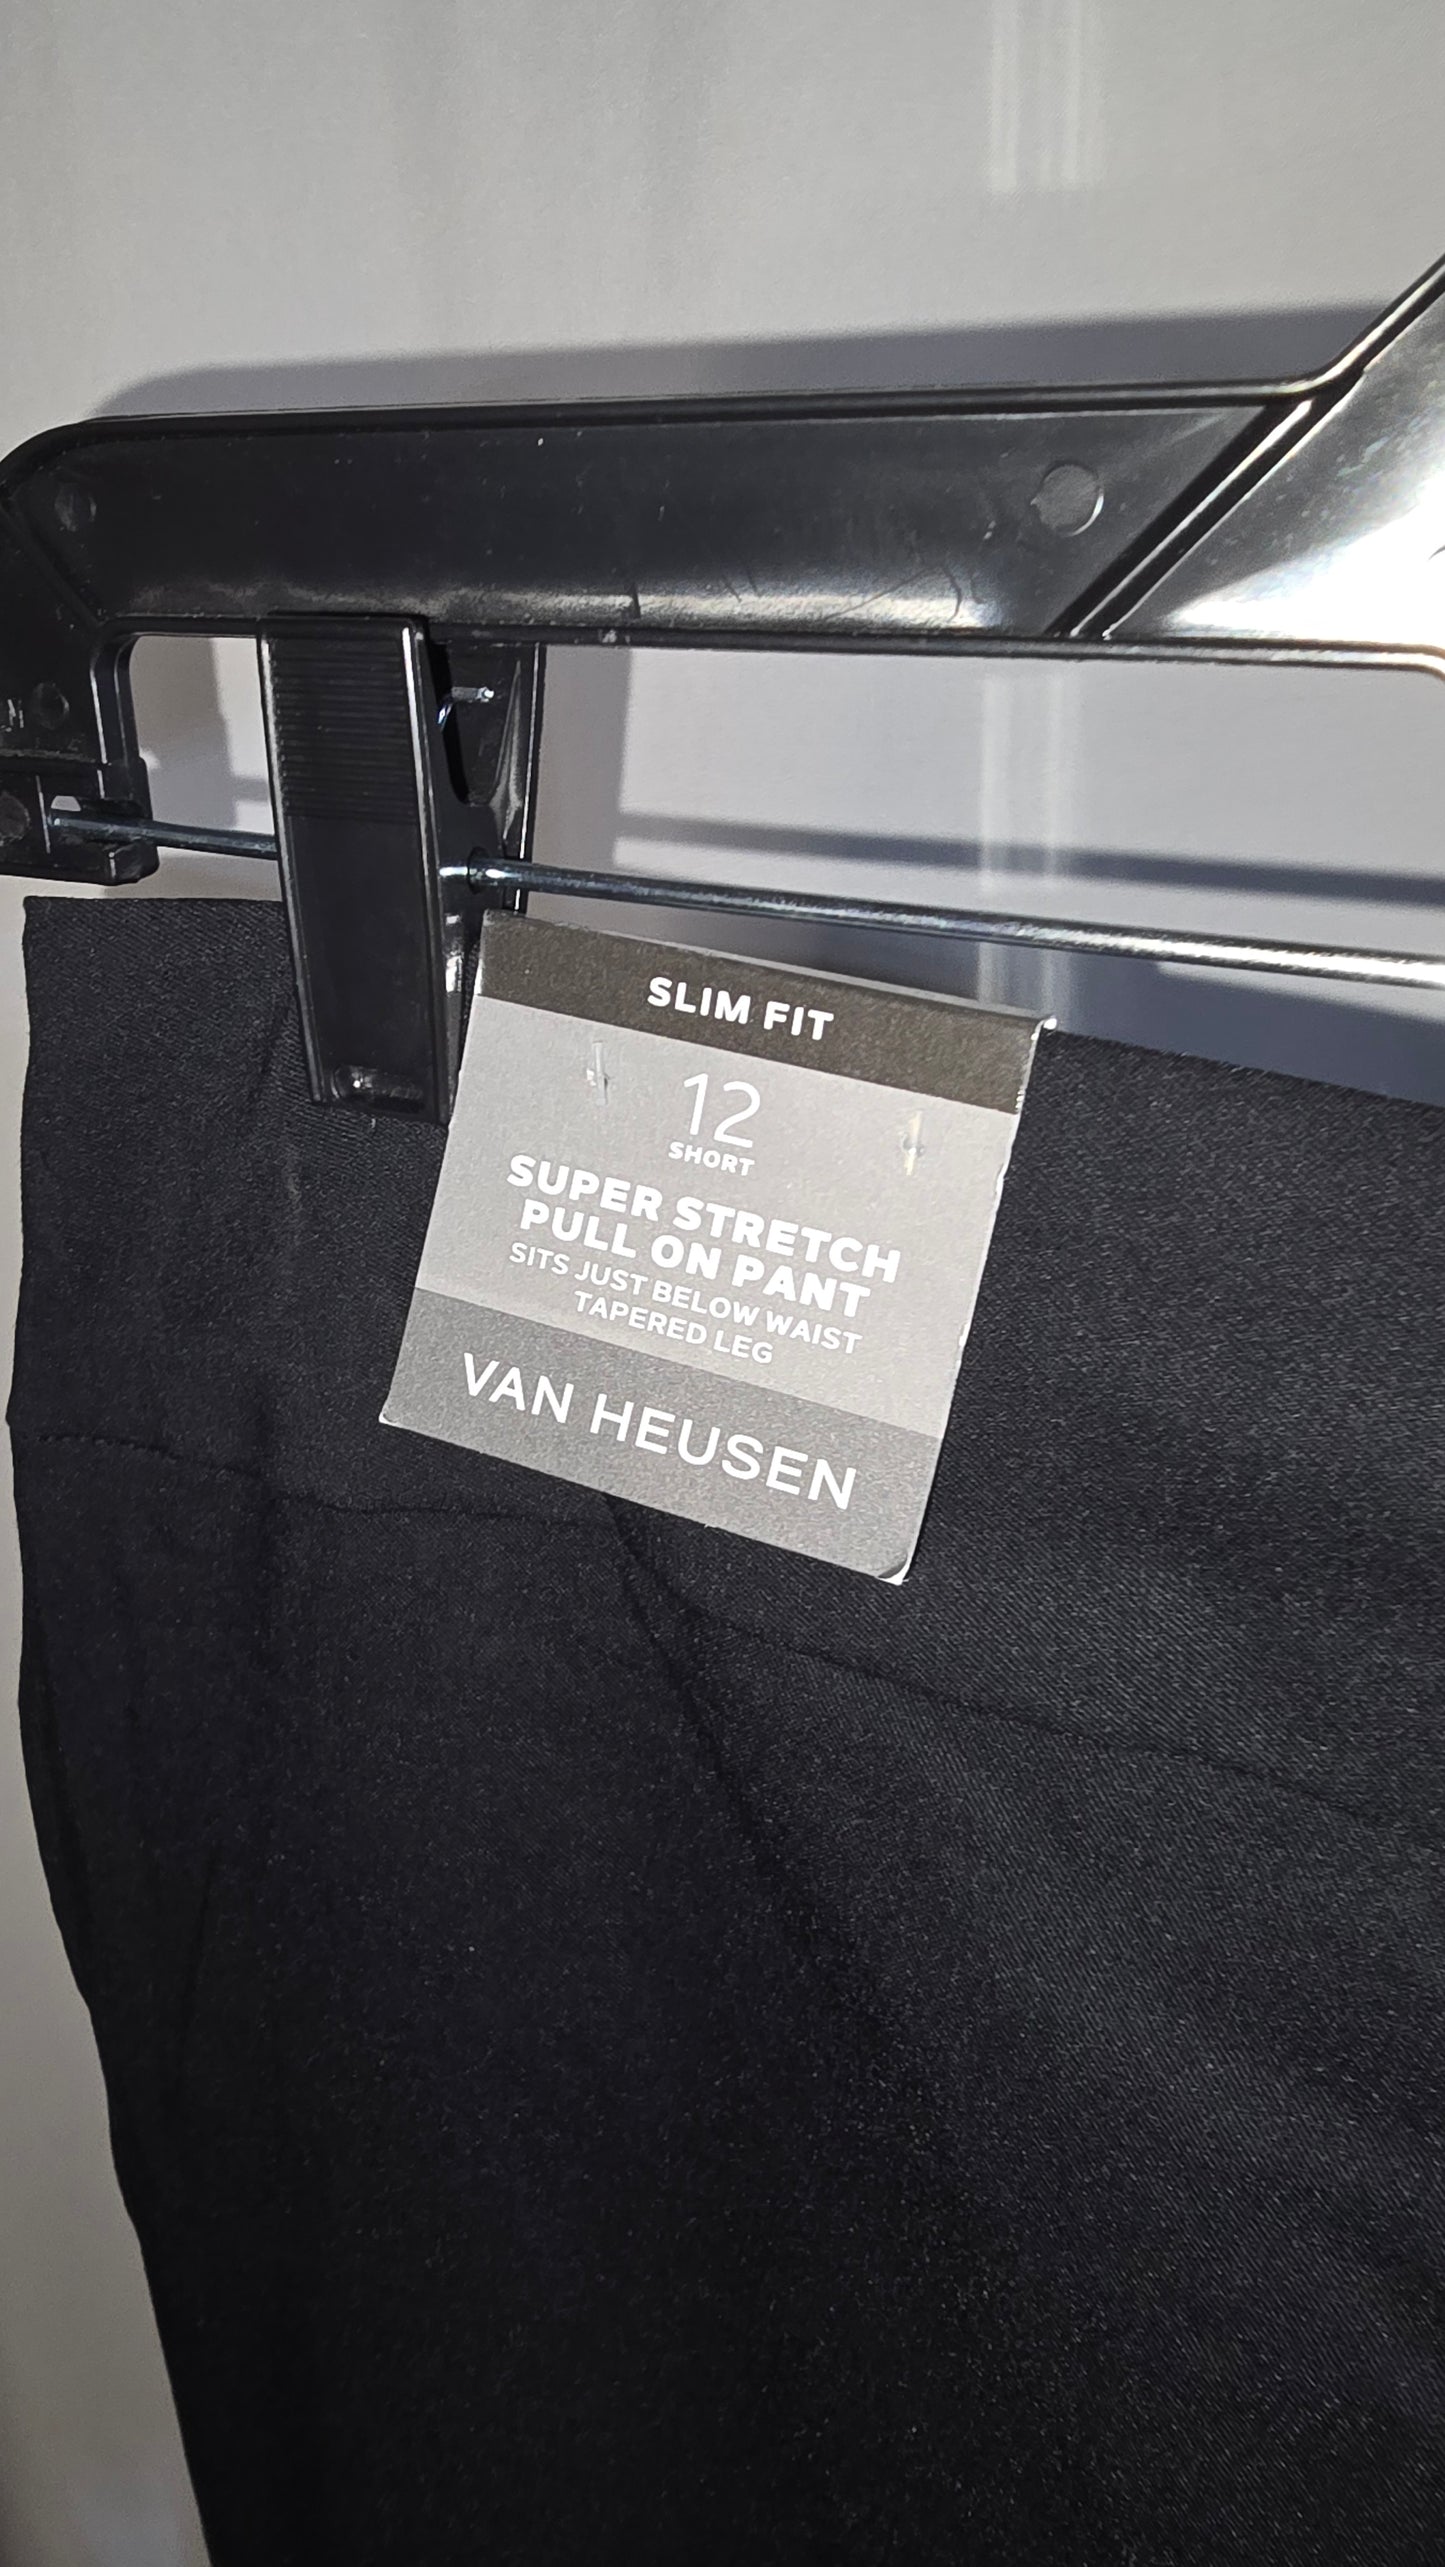 SLIM FIT
12
SHORT
SUPER STRETCH
PULL ON PANT
SITS JUST BELOW WAIST
TAPERED LEG
VAN HEUSEN